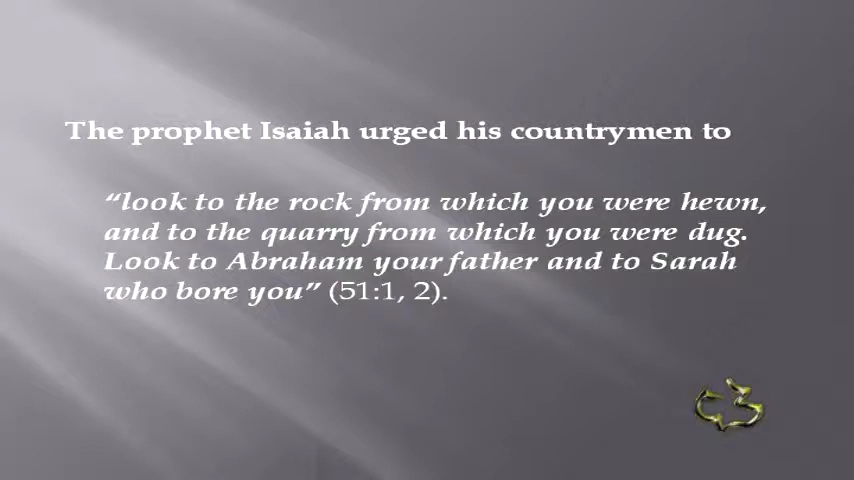 The prophet Isaiah urged his countrymen to
“look to the rock from which you were hewn,
and to the quarry from which you were dug.
Look to Abraham your father and to Sarah
who bore you” (51:1, 2).